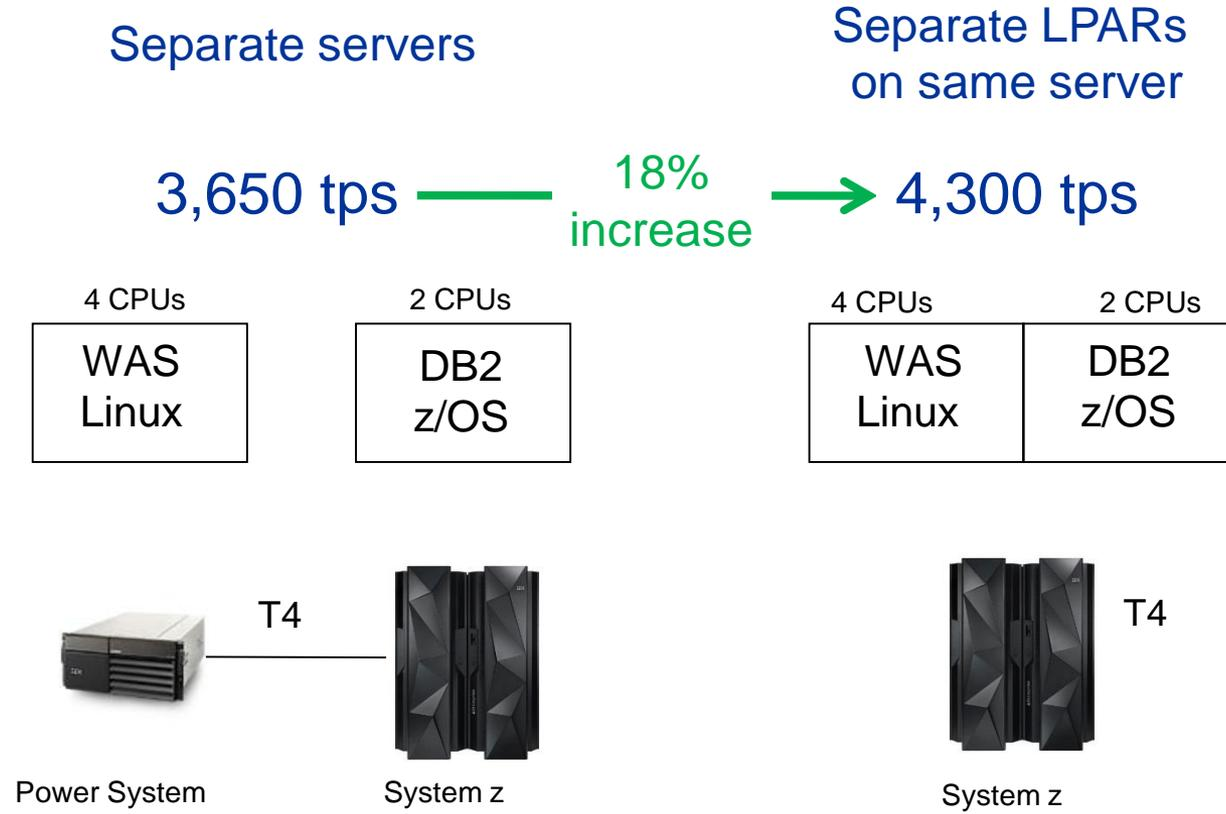 Separate servers
Separate LPARs
on same server
3,650 tps
18%
increase
4,300 tps
4 CPUs
WAS
Linux
2 CPUs
DB2
z/OS
4 CPUs
WAS
Linux
2 CPUs
DB2
z/OS
T4
T4
Power System
System z
System z